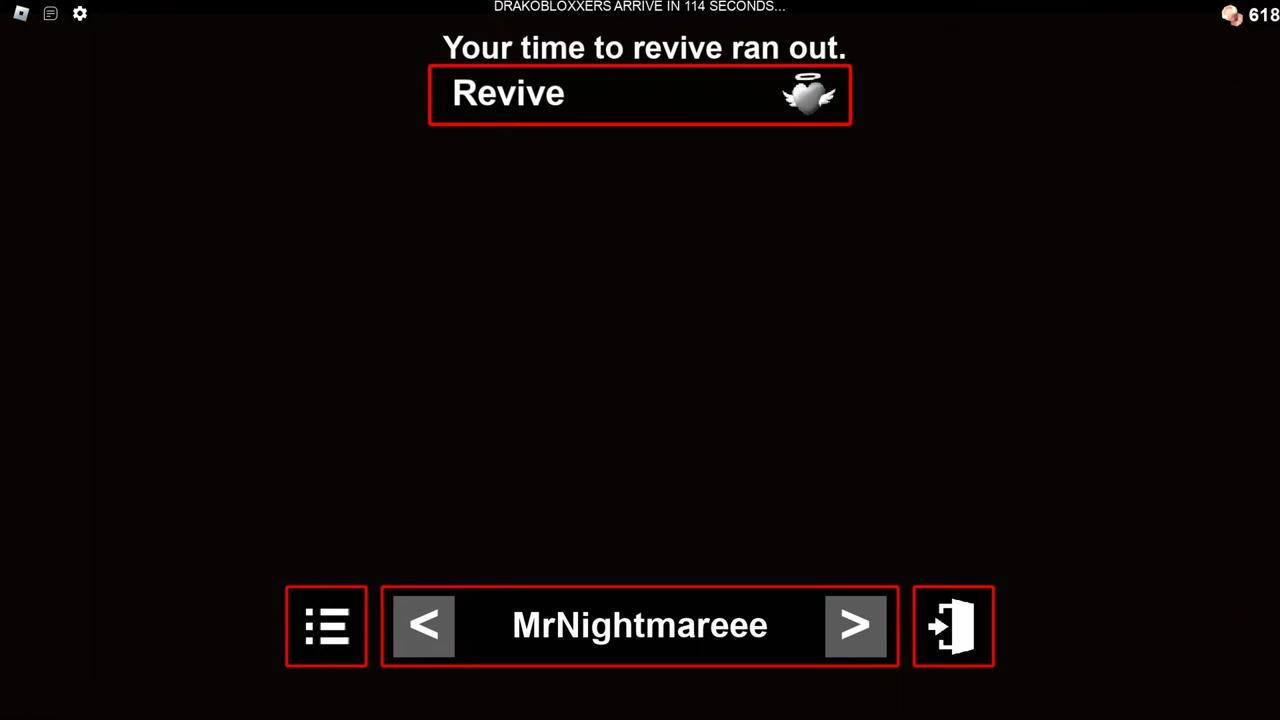 DRAKOBLOXXERS ARRIVE IN 114 SECONDS...
618
Your time to revive ran out.
Revive
< MrNightmareee >